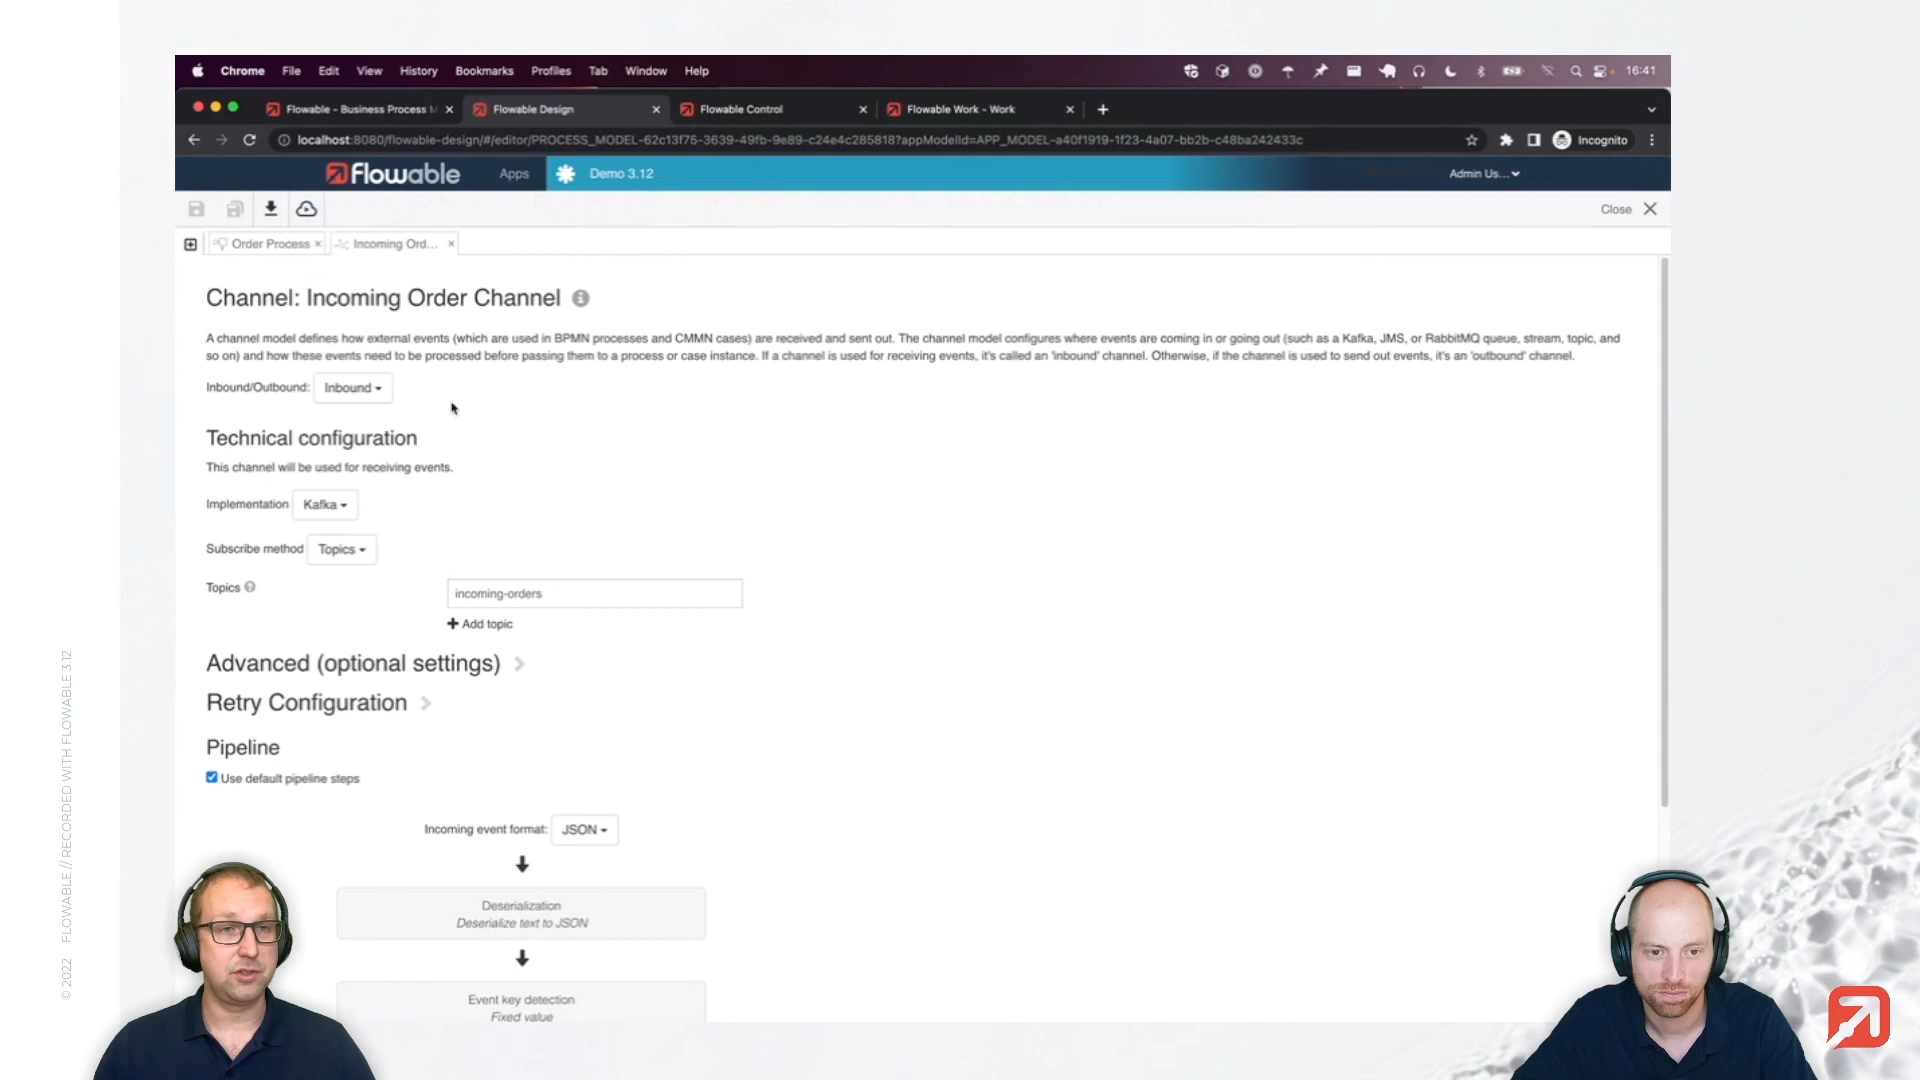 Chrome File Edit View History Bookmarks Profiles Tab Window Help 16:41
Flowable - Business Process M Flowable Design Flowable Control Flowable Work - Work
localhost:8080/flowable-design/#/editor/PROCESS_MODEL-62c13f75-3639-49fb-9e89-c24e4c285818?appModelId=APP_MODEL-a40f1919-1f23-4a07-bb2b-c48ba242433c Incognito
Flowable Apps Demo 3.12 Admin Us...
Close
Order Process Incoming Ord...
Channel: Incoming Order Channel
A channel model defines how external events (which are used in BPMN processes and CMMN cases) are received and sent out. The channel model configures where events are coming in or going out (such as a Kafka, JMS, or RabbitMQ queue, stream, topic, and
so on) and how these events need to be processed before passing them to a process or case instance. If a channel is used for receiving events, it's called an 'inbound' channel. Otherwise, if the channel is used to send out events, it's an 'outbound' channel.
Inbound/Outbound: Inbound
Technical configuration
This channel will be used for receiving events.
Implementation Kafka
Subscribe method Topics
Topics
incoming-orders
Add topic
Advanced (optional settings)
Retry Configuration
Pipeline
Use default pipeline steps
Incoming event format: JSON
Deserialization
Deserialize text to JSON
Event key detection
Fixed value
© 2022 FLOWABLE // RECORDED WITH FLOWABLE 3.12